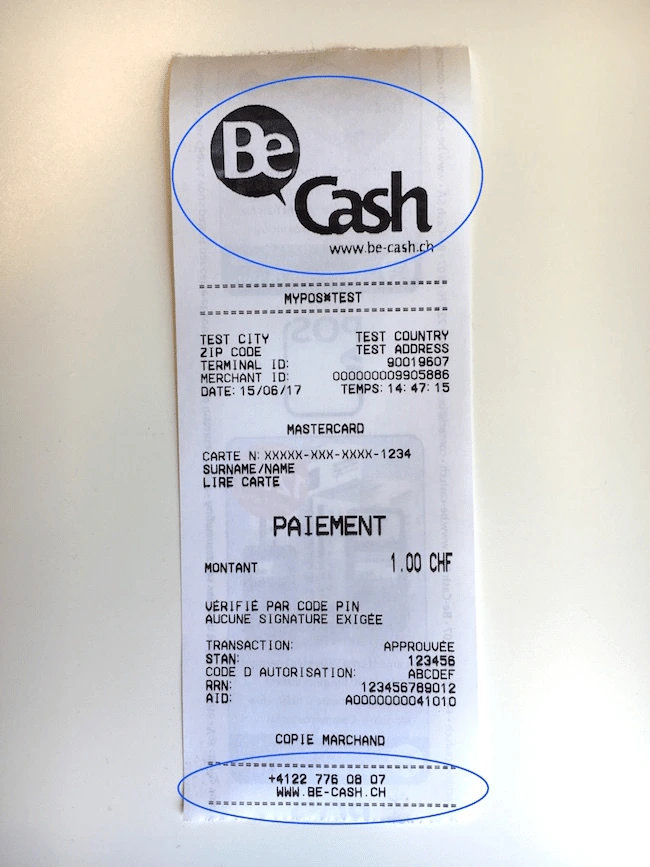 Be
Cash
www.be-cash.ch
MYPOS*TEST
TEST CITY TEST COUNTRY
ZIP CODE TEST ADDRESS
TERMINAL ID: 90019607
MERCHANT ID: 000000009905886
DATE: 15/06/17 TEMPS: 14:47:15
MASTERCARD
CARTE N: XXXXX-XXX-XXXX-1234
SURNAME/NAME
LIRE CARTE
PAIEMENT
MONTANT 1.00 CHF
VÉRIFIÉ PAR CODE PIN
AUCUNE SIGNATURE EXIGÉE
TRANSACTION: APPROUVÉE
STAN: 123456
CODE D'AUTORISATION: ABCDEF
RRN: 123456789012
AID: A0000000041010
COPIE MARCHAND
+4122 776 08 07
WWW.BE-CASH.CH